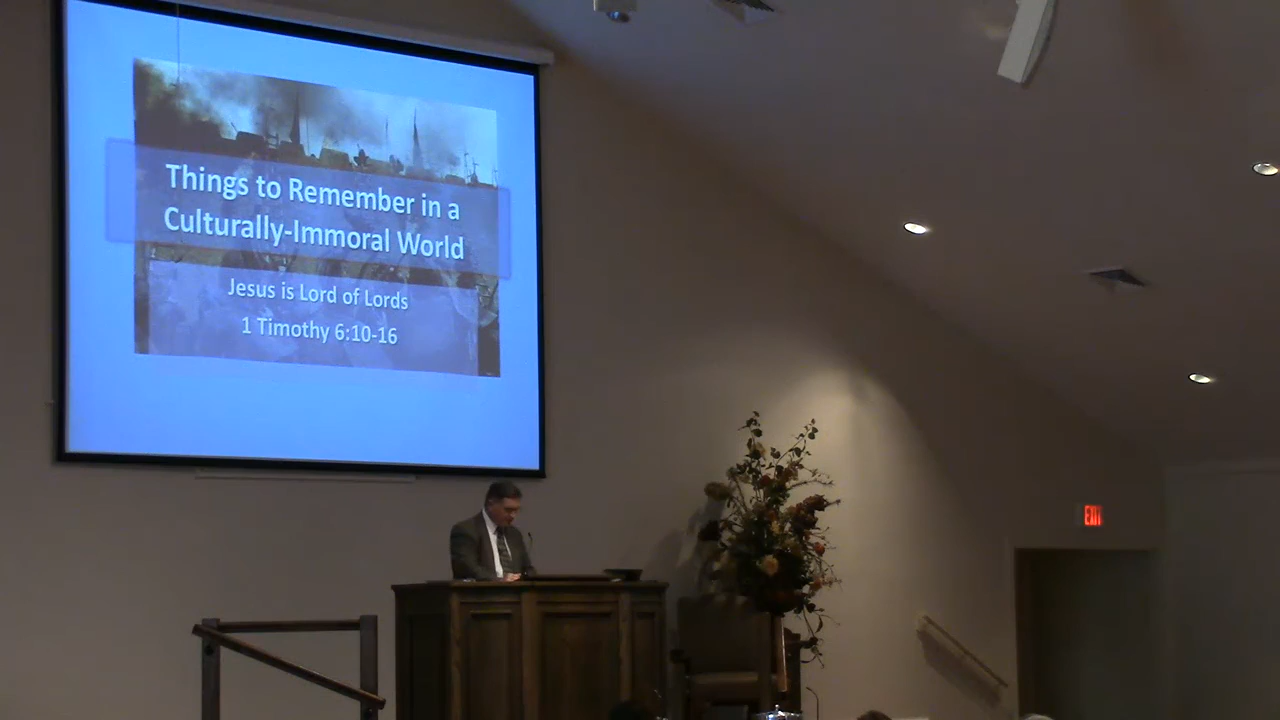 Things to Remember in a
Culturally-Immoral World
Jesus is Lord of Lords
1 Timothy 6:10-16
EXIT